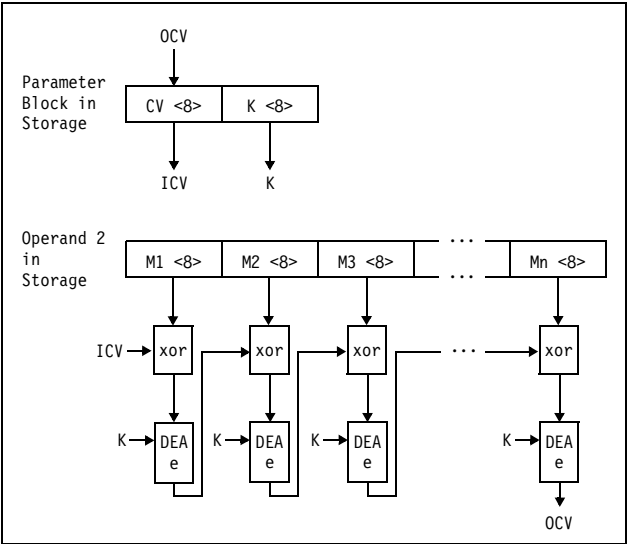 OCV
Parameter
Block in
Storage
CV <8> K <8>
ICV K
Operand 2
in
Storage
M1 <8> M2 <8> M3 <8> ... ... Mn <8>
ICV xor xor xor ... xor
K DEA K DEA K DEA K DEA
e e e e
OCV